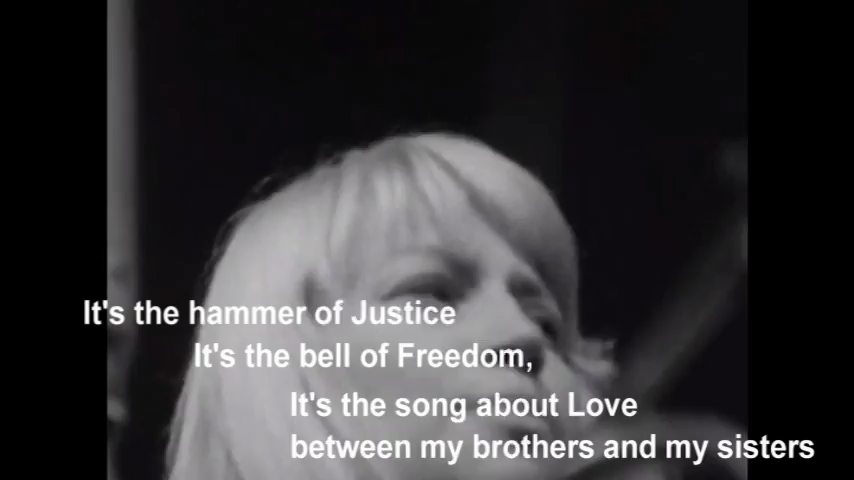 It's the hammer of Justice
It's the bell of Freedom,
It's the song about Love
between my brothers and my sisters